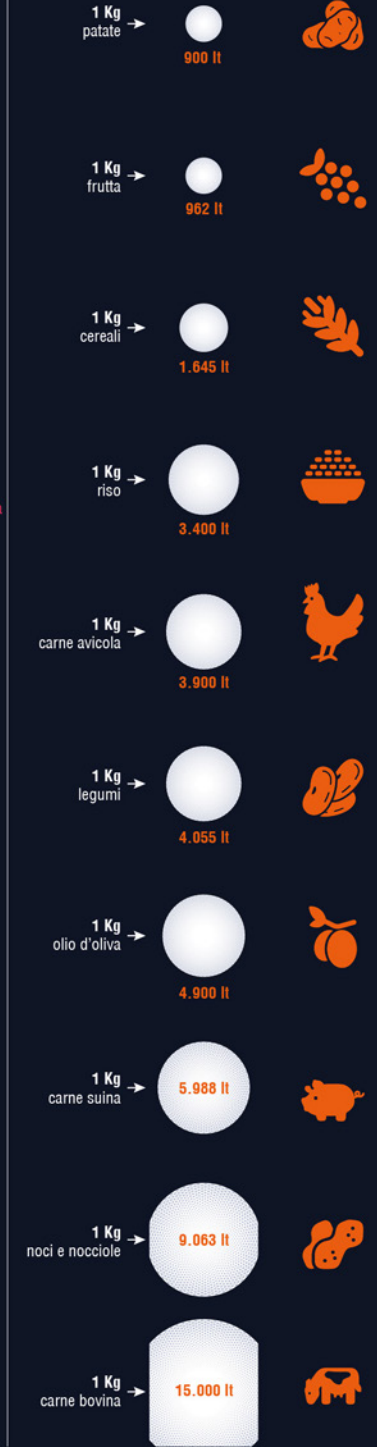 1 Kg
patate
900 lt
1 Kg
frutta
962 lt
1 Kg
cereali
1.645 lt
1 Kg
riso
3.400 lt
1 Kg
carne avicola
3.900 lt
1 Kg
legumi
4.055 lt
1 Kg
olio d'oliva
4.900 lt
1 Kg
carne suina
5.988 lt
1 Kg
noci e nocciole
9.063 lt
1 Kg
carne bovina
15.000 lt